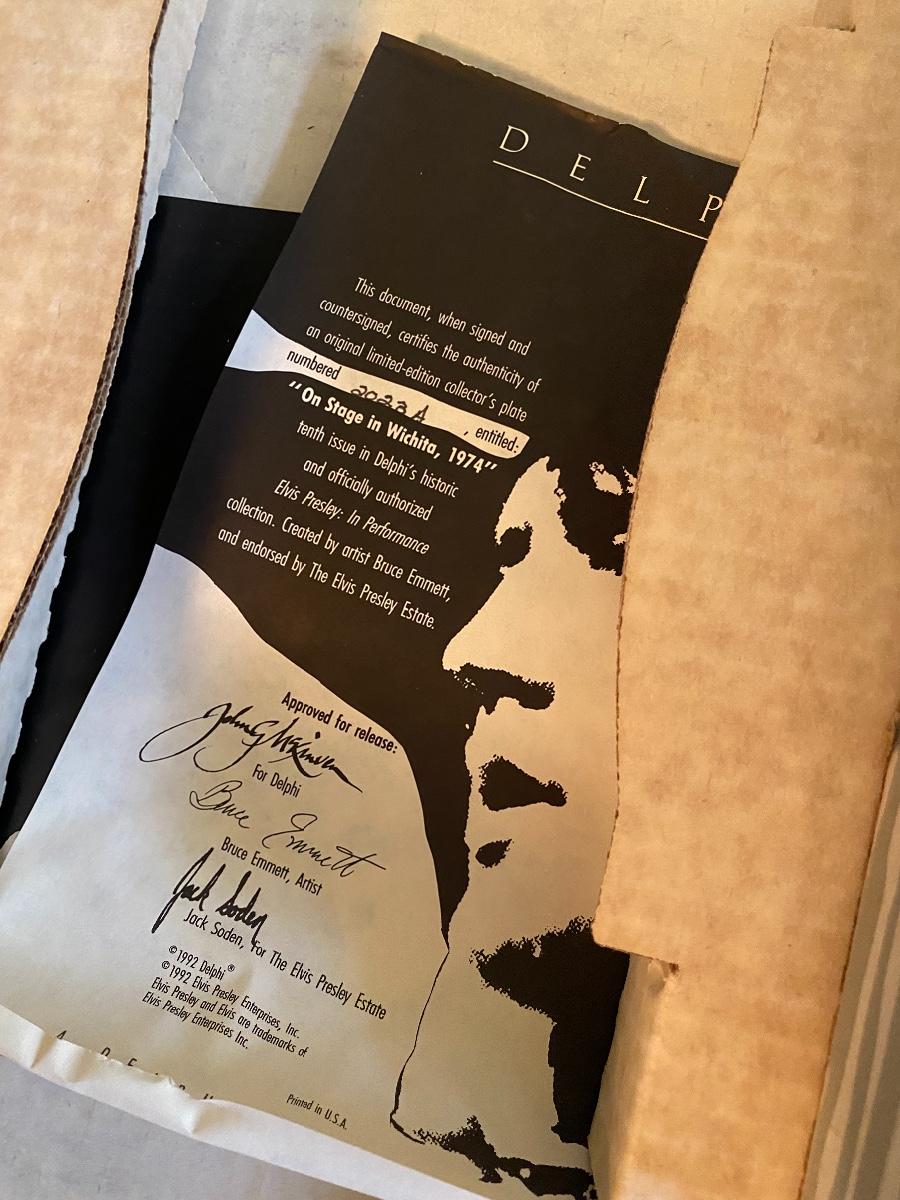 D E L P
This document, when signed and
countersigned, certifies the authenticity of
an original limited-edition collector's plate
numbered 2023A , entitled:
"On Stage in Wichita, 1974"
tenth issue in Delphi's historic
and officially authorized
Elvis Presley: In Performance
collection. Created by artist Bruce Emmett,
and endorsed by The Elvis Presley Estate.
Approved for release:
For Delphi
Bruce Emmett
Bruce Emmett, Artist
Jack Soden
Jack Soden, For The Elvis Presley Estate
©1992 Delphi®
©1992 Elvis Presley Enterprises, Inc.
Elvis Presley and Elvis are trademarks of
Elvis Presley Enterprises Inc.
Printed in U.S.A.